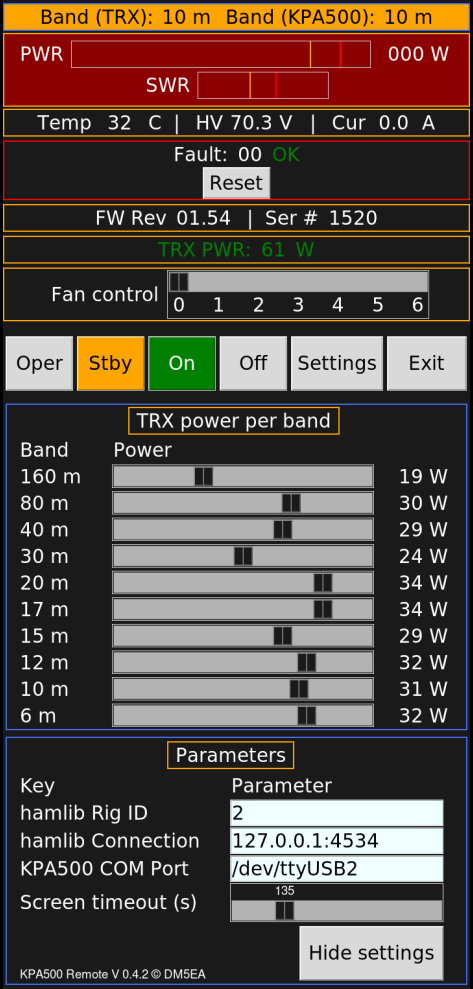 Band (TRX): 10 m Band (KPA500): 10 m
PWR 000 W
SWR
Temp 32 C | HV 70.3 V | Cur 0.0 A
Fault: 00 OK
Reset
FW Rev 01.54 | Ser # 1520
TRX PWR: 61 W
Fan control
0 1 2 3 4 5 6
Oper Stby On Off Settings Exit
TRX power per band
Band Power
160 m 19 W
80 m 30 W
40 m 29 W
30 m 24 W
20 m 34 W
17 m 34 W
15 m 29 W
12 m 32 W
10 m 31 W
6 m 32 W
Parameters
Key Parameter
hamlib Rig ID 2
hamlib Connection 127.0.0.1:4534
KPA500 COM Port /dev/ttyUSB2
135
Screen timeout (s)
Hide settings
KPA500 Remote V 0.4.2 © DM5EA